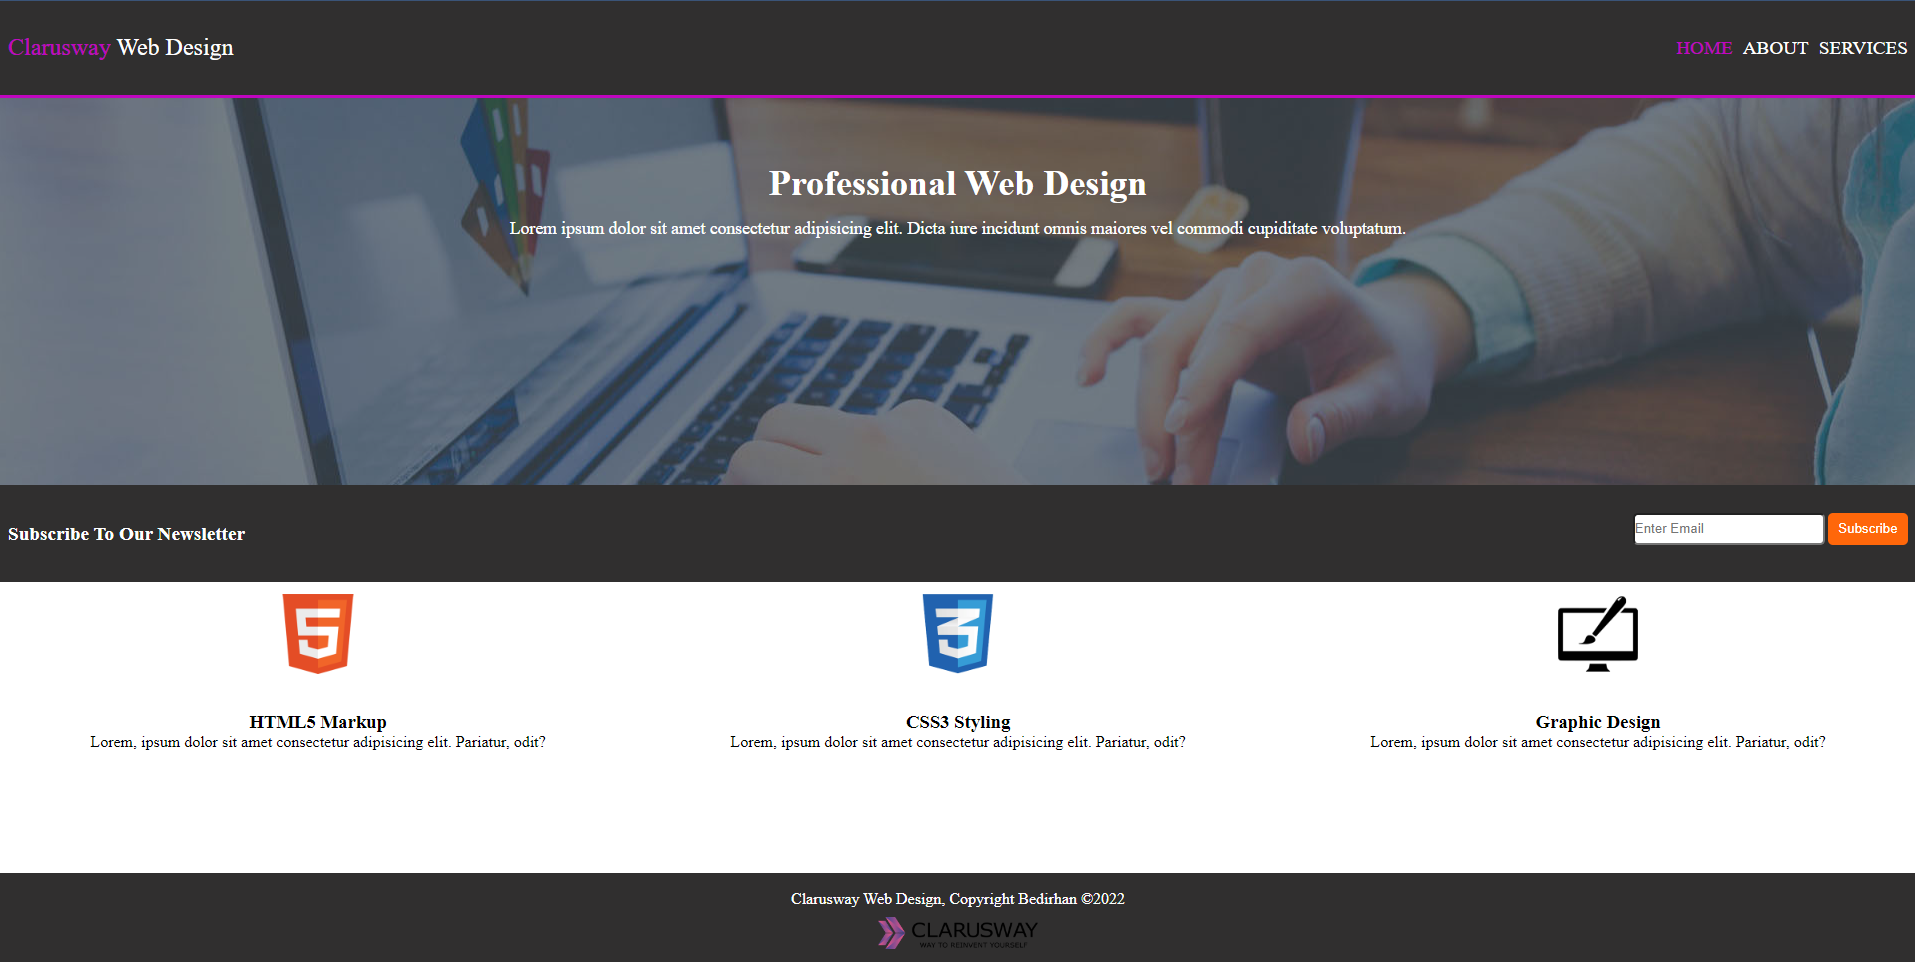 Clarusway Web Design
HOME ABOUT SERVICES
Professional Web Design
Lorem ipsum dolor sit amet consectetur adipisicing elit. Dicta iure incidunt omnis maiores vel commodi cupiditate voluptatum.
Subscribe To Our Newsletter
Enter Email
Subscribe
HTML5 Markup
Lorem, ipsum dolor sit amet consectetur adipisicing elit. Pariatur, odit?
CSS3 Styling
Lorem, ipsum dolor sit amet consectetur adipisicing elit. Pariatur, odit?
Graphic Design
Lorem, ipsum dolor sit amet consectetur adipisicing elit. Pariatur, odit?
Clarusway Web Design, Copyright Bedirhan ©2022
CLARUSWAY
WAY TO REINVENT YOURSELF